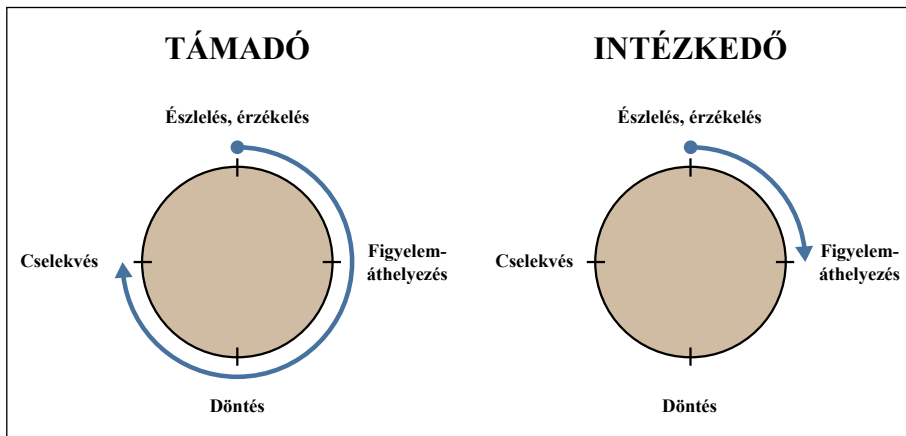 TÁMADÓ
Észlelés, érzékelés
Cselekvés
Figyelem-
áthelyezés
Döntés
INTÉZKEDŐ
Észlelés, érzékelés
Cselekvés
Figyelem-
áthelyezés
Döntés